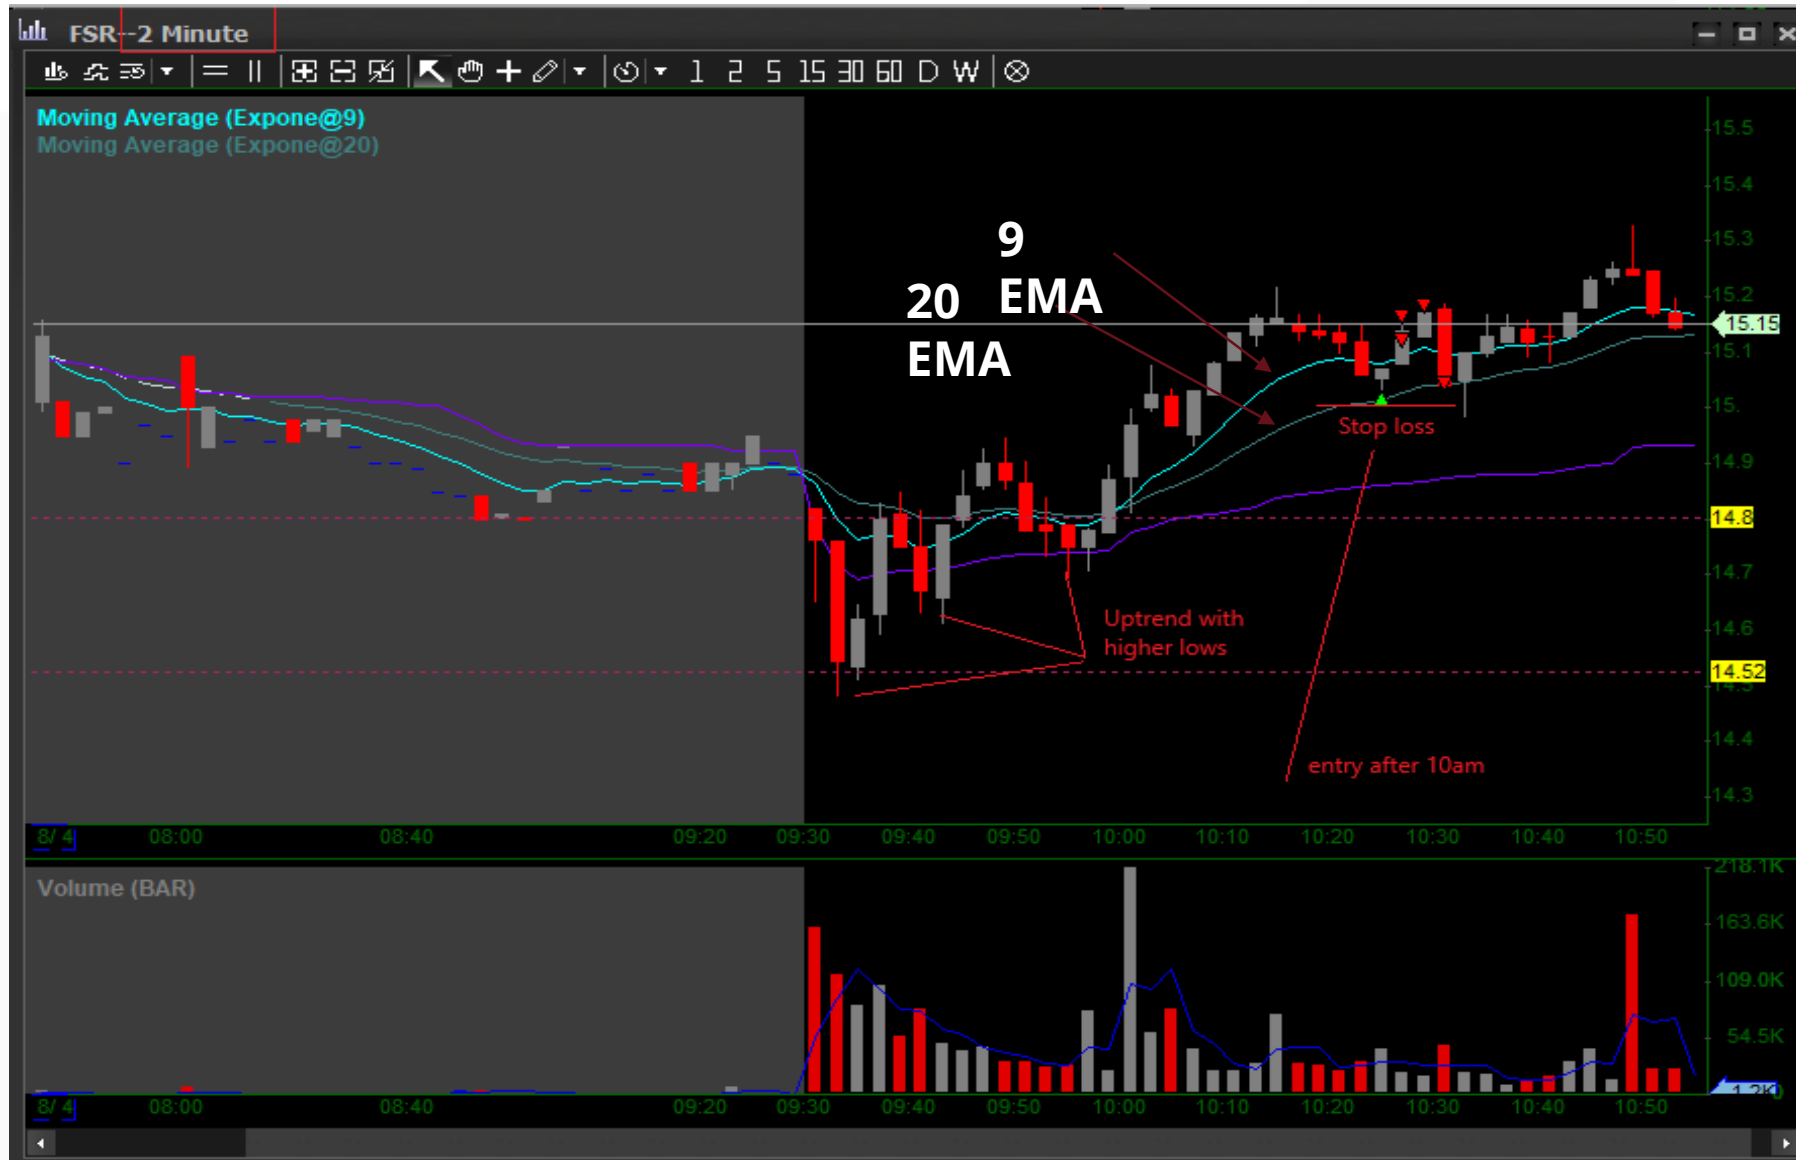 FSR--2 Minute
1 2 5 15 30 60 D W
Moving Average (Expone@9)
Moving Average (Expone@20)
9
EMA
20
EMA
15.5
15.4
15.3
15.2
15.15
15.1
15.
14.9
14.8
14.7
14.6
14.52
14.5
14.4
14.3
Stop loss
Uptrend with
higher lows
entry after 10am
8/ 4 08:00 08:40 09:20 09:30 09:40 09:50 10:00 10:10 10:20 10:30 10:40 10:50
Volume (BAR)
218.1K
163.6K
109.0K
54.5K
1.2K 0
8/ 4 08:00 08:40 09:20 09:30 09:40 09:50 10:00 10:10 10:20 10:30 10:40 10:50